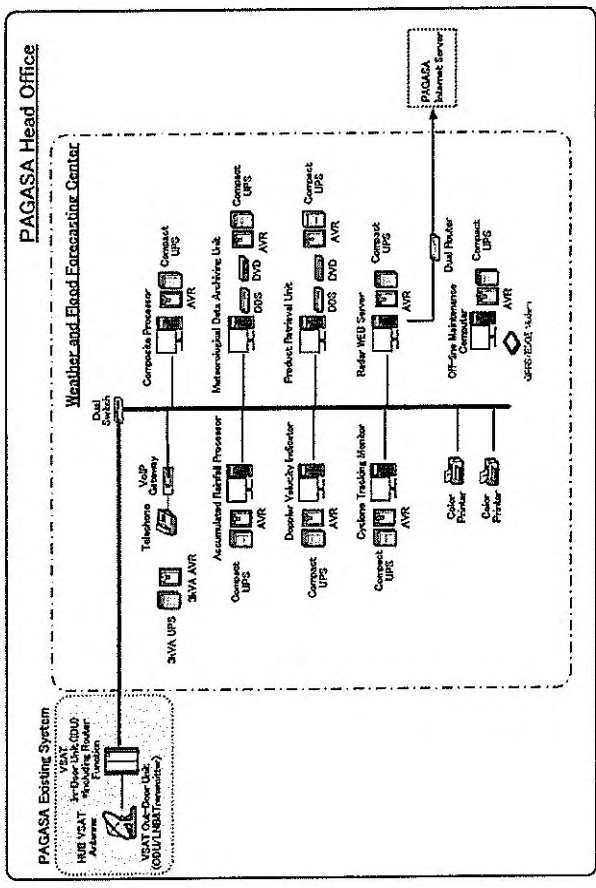 PAGASA Head Office
PAGASA Existing System
HUB VSAT
Antenna
VSAT
In-Door Unit (IDU)
*Including Router
Function
VSAT Out-Door Unit
(ODU/LNBA Transmitter)
Weather and Flood Forecasting Center
Dual
Switch
Telephone
VoIP
Gateway
3kVA UPS
3kVA AVR
Composite Processor
AVR
Compact
UPS
Accumulated Rainfall Processor
Compact
UPS
AVR
Meteorological Data Archiving Unit
DDS
DVD
AVR
Compact
UPS
Doppler Velocity Indicator
Compact
UPS
AVR
Product Retrieval Unit
DDS
DVD
AVR
Compact
UPS
Cyclone Tracking Monitor
Compact
UPS
AVR
Radar WEB Server
AVR
Compact
UPS
Dual Router
PAGASA
Internet Server
Color
Printer
Color
Printer
Off-line Maintenance
Computer
AVR
Compact
UPS